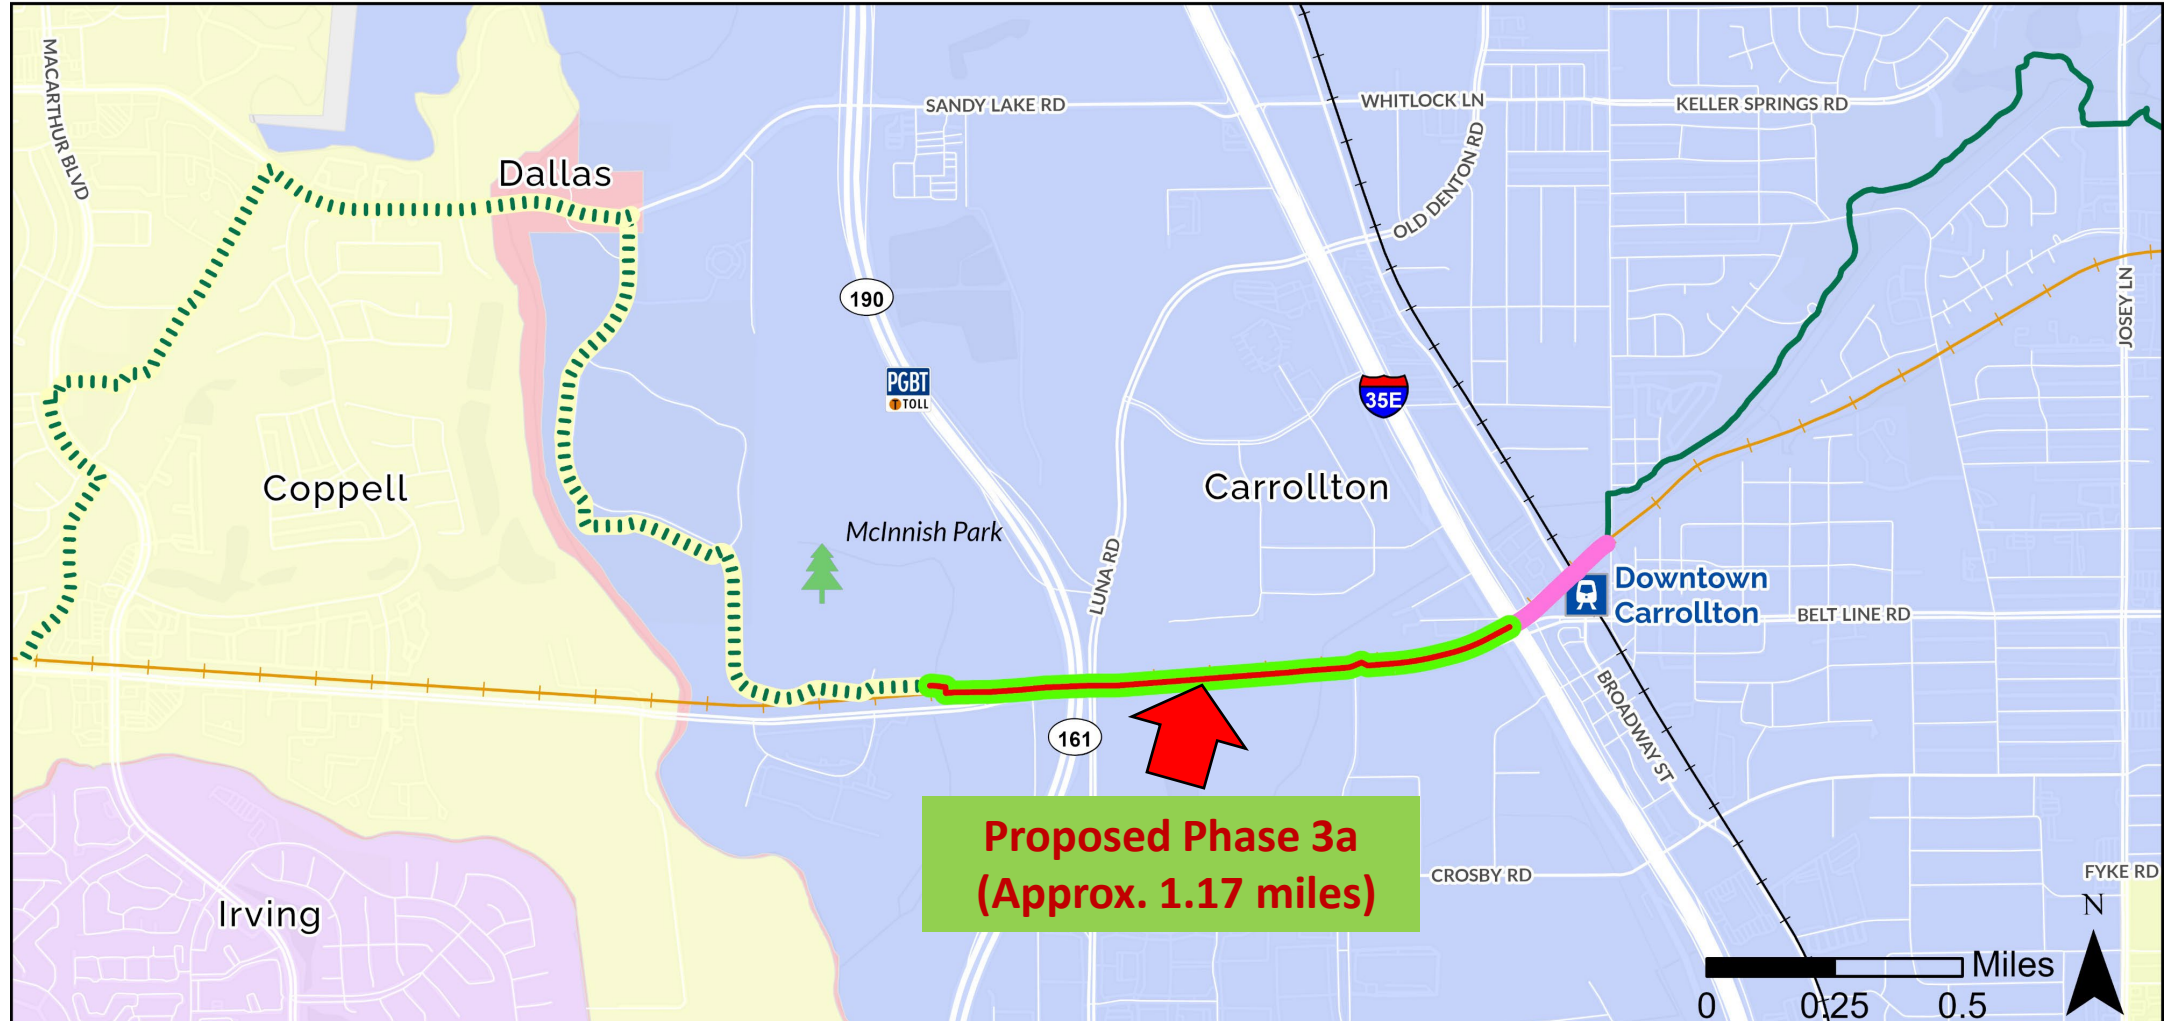 MACARTHUR BLVD
SANDY LAKE RD
WHITLOCK LN
KELLER SPRINGS RD
OLD DENTON RD
Dallas
190
JOSEY LN
PGBT
T TOLL
35E
Coppell
Carrollton
McInnish Park
LUNA RD
Downtown
Carrollton
BELT LINE RD
BROADWAY ST
161
Proposed Phase 3a
(Approx. 1.17 miles)
CROSBY RD
FYKE RD
Irving
N
Miles
0 0.25 0.5